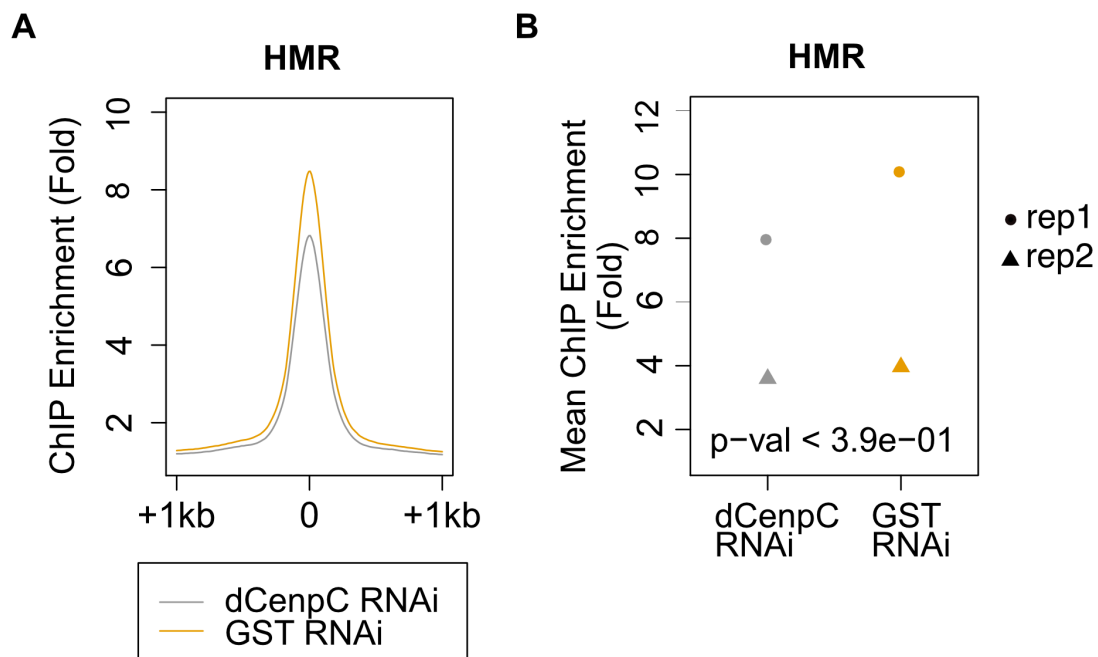 A
HMR
ChIP Enrichment (Fold)
10
8
6
4
2
+1kb
0
+1kb
dCenpC RNAi
GST RNAi
B
HMR
Mean ChIP Enrichment
(Fold)
12
10
8
6
4
2
p−val < 3.9e−01
dCenpC
RNAi
GST
RNAi
rep1
rep2